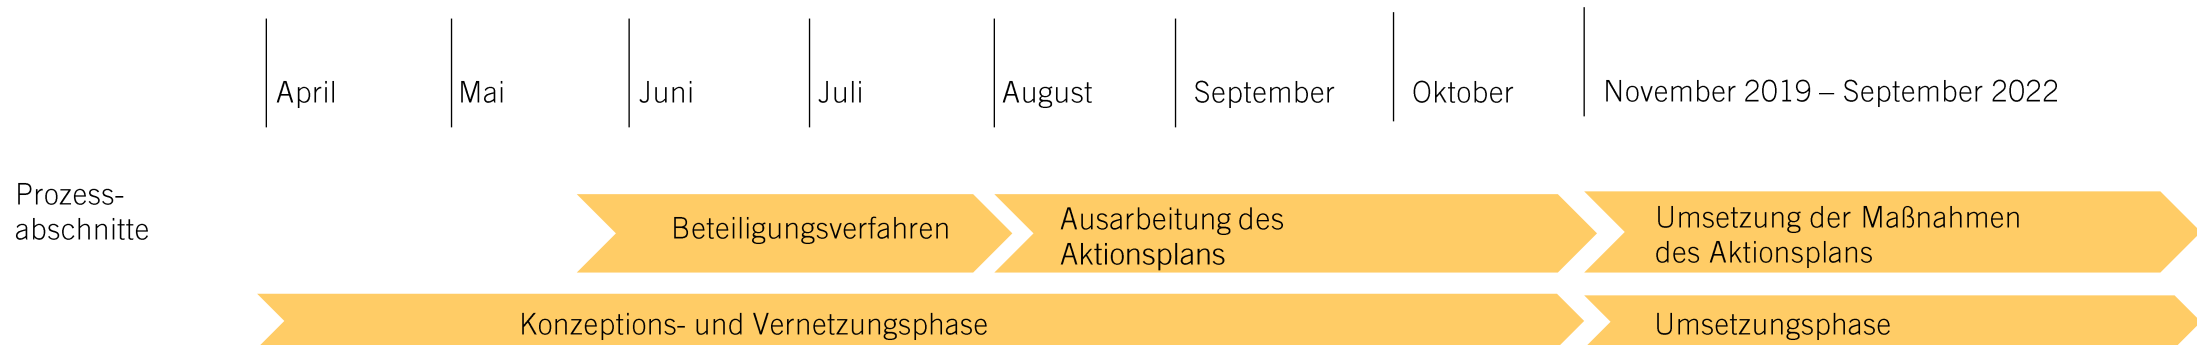 April
Mai
Juni
Juli
August
September
Oktober
November 2019 – September 2022
Prozess-
abschnitte
Beteiligungsverfahren
Ausarbeitung des
Aktionsplans
Umsetzung der Maßnahmen
des Aktionsplans
Konzeptions- und Vernetzungsphase
Umsetzungsphase